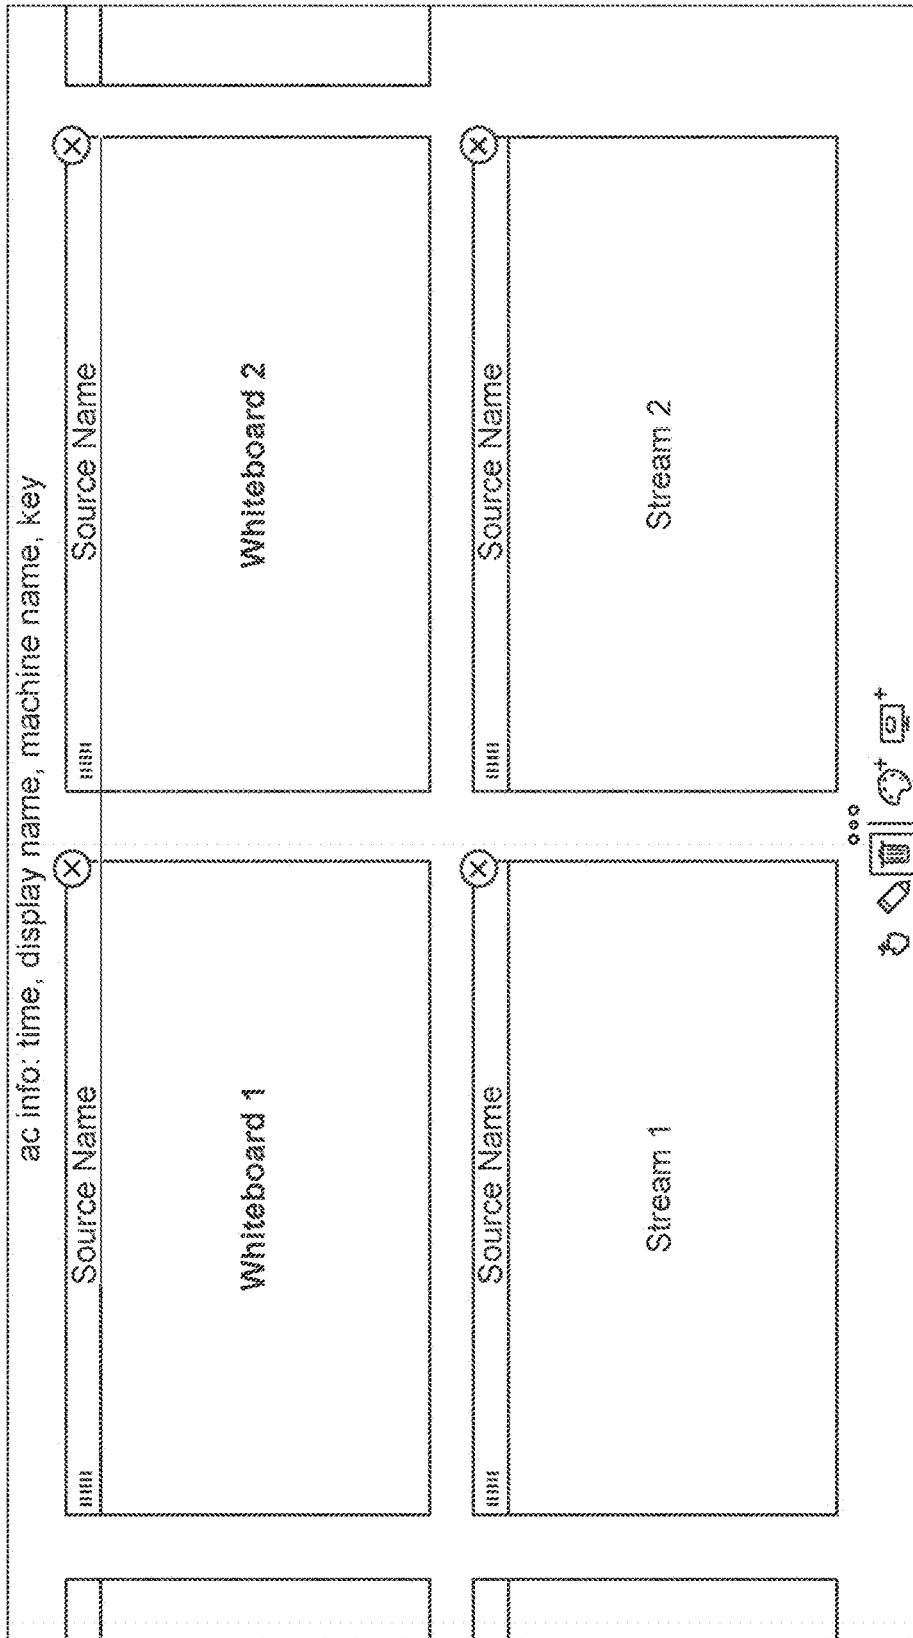 ac info: time, display name, machine name, key
Source Name
Whiteboard 1
Source Name
Whiteboard 2
Source Name
Stream 1
Source Name
Stream 2